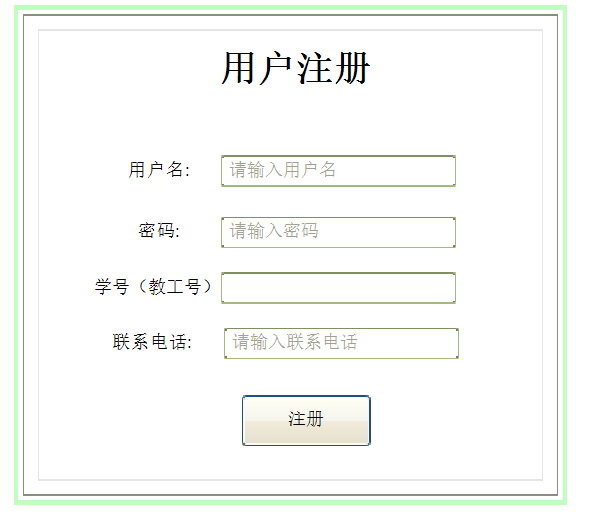 用户注册
用户名: 请输入用户名
密码: 请输入密码
学号（教工号）
联系电话: 请输入联系电话
注册